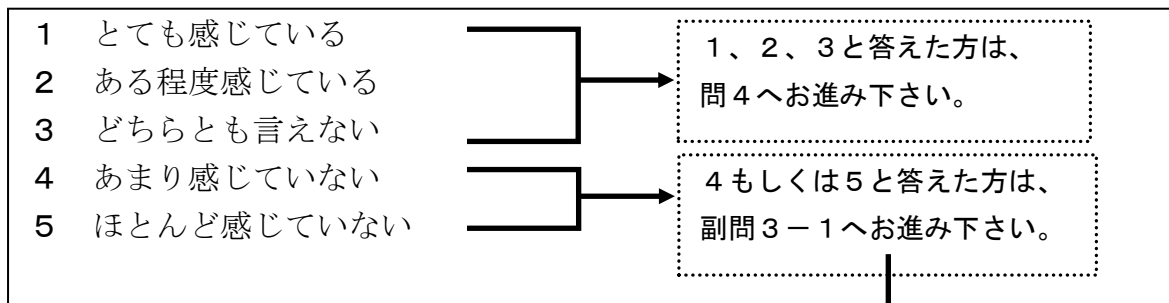 1 とても感じている
2 ある程度感じている
3 どちらとも言えない
4 あまり感じていない
5 ほとんど感じていない
1、2、3と答えた方は、
問4へお進み下さい。
4もしくは5と答えた方は、
副問3－1へお進み下さい。